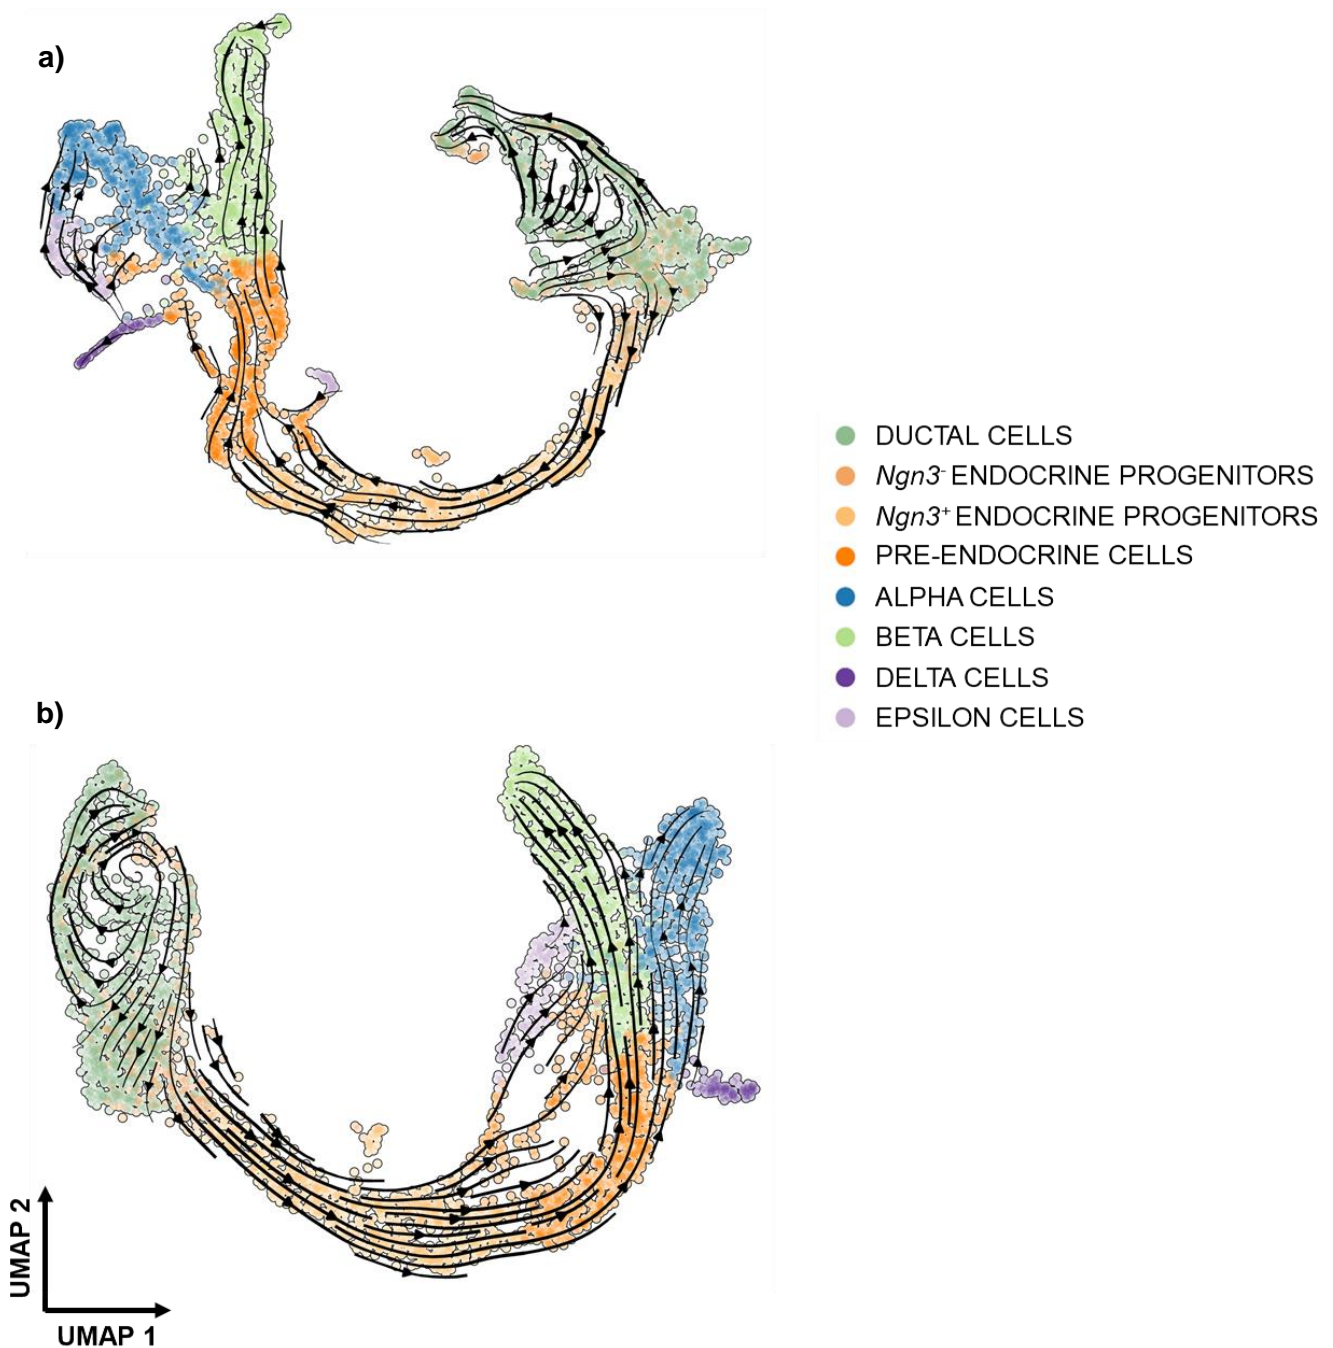 a)
DUCTAL CELLS
Ngn3⁻ ENDOCRINE PROGENITORS
Ngn3⁺ ENDOCRINE PROGENITORS
PRE-ENDOCRINE CELLS
ALPHA CELLS
BETA CELLS
DELTA CELLS
EPSILON CELLS
b)
UMAP 2
UMAP 1